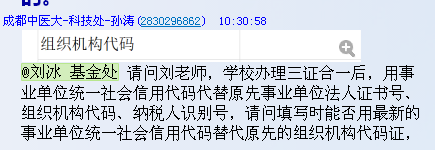 成都中医大-科技处-孙涛(2830296862) 10:30:58
组织机构代码
@刘冰 基金处 请问刘老师，学校办理三证合一后，用事
业单位统一社会信用代码代替原先事业单位法人证书号、
组织机构代码、纳税人识别号，请问填写时能否用最新的
事业单位统一社会信用代码替代原先的组织机构代码证，